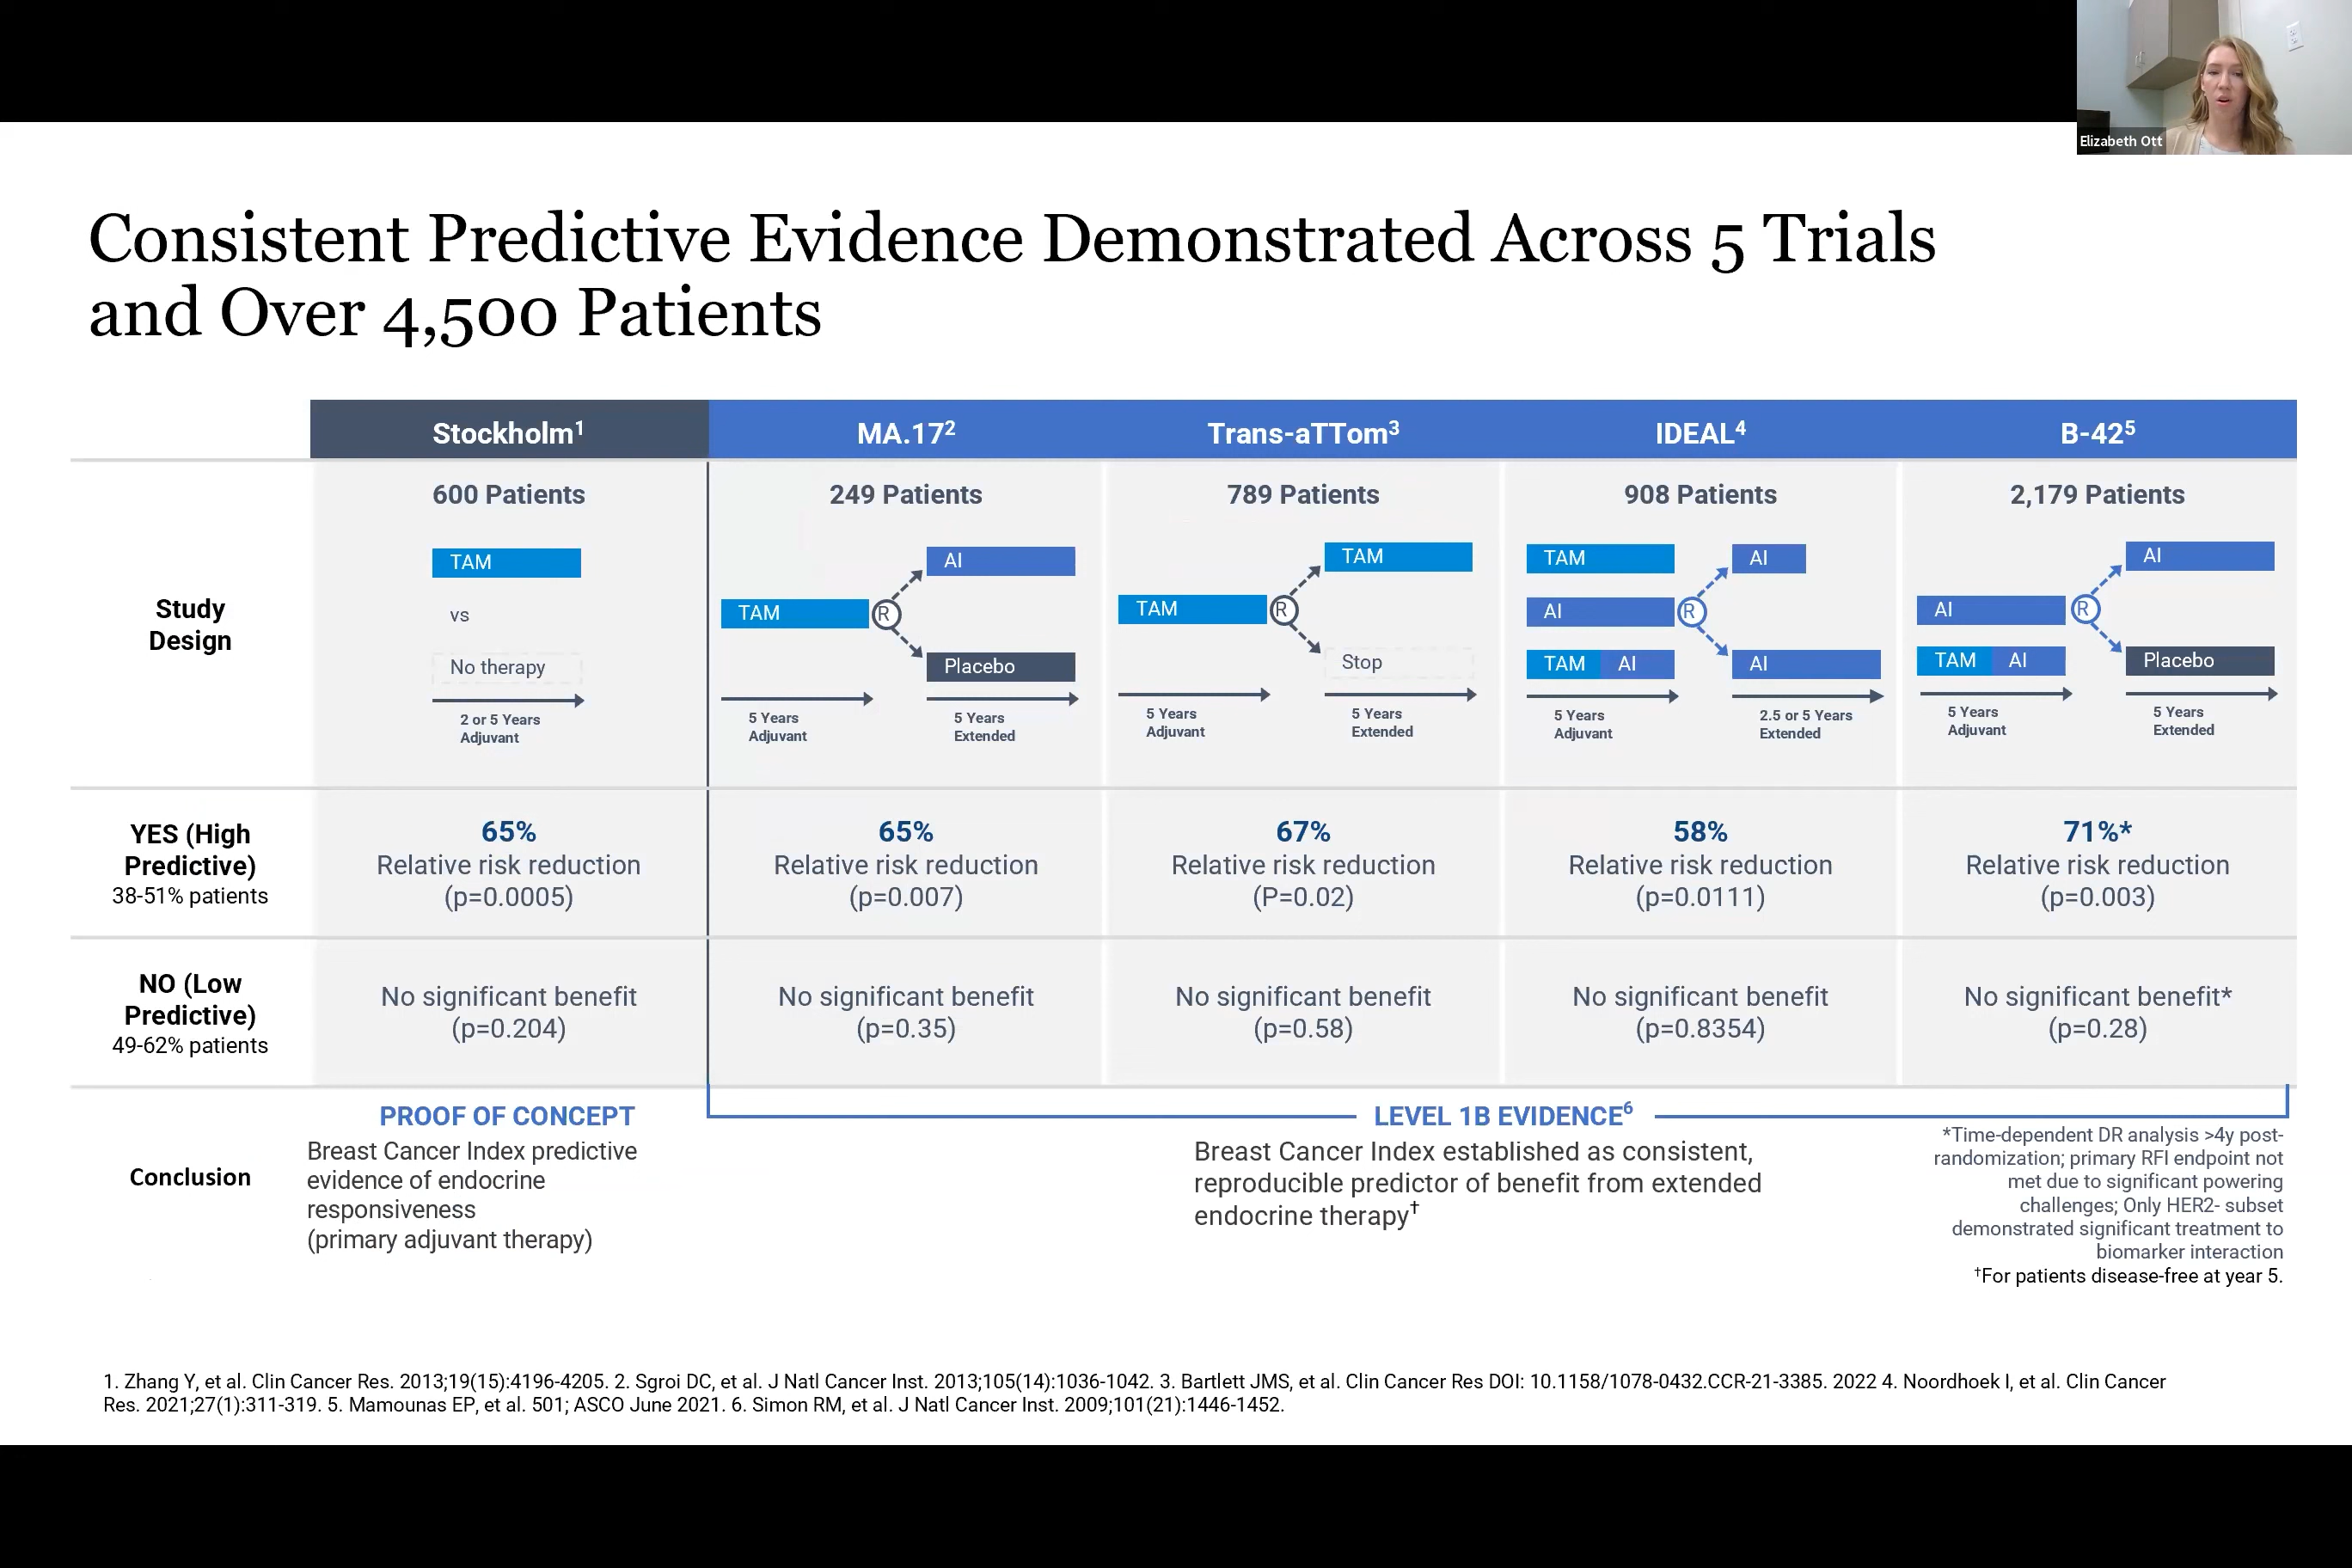 Elizabeth Ott
Consistent Predictive Evidence Demonstrated Across 5 Trials
and Over 4,500 Patients
Stockholm1
MA.172
Trans-aTTom3
IDEAL4
B-425
Study
Design
600 Patients
TAM
vs
No therapy
2 or 5 Years
Adjuvant
249 Patients
TAM
R
AI
Placebo
5 Years
Adjuvant
5 Years
Extended
789 Patients
TAM
R
TAM
Stop
5 Years
Adjuvant
5 Years
Extended
908 Patients
TAM
AI
TAM AI
R
AI
AI
5 Years
Adjuvant
2.5 or 5 Years
Extended
2,179 Patients
AI
TAM AI
R
AI
Placebo
5 Years
Adjuvant
5 Years
Extended
YES (High
Predictive)
38-51% patients
65%
Relative risk reduction
(p=0.0005)
65%
Relative risk reduction
(p=0.007)
67%
Relative risk reduction
(P=0.02)
58%
Relative risk reduction
(p=0.0111)
71%*
Relative risk reduction
(p=0.003)
NO (Low
Predictive)
49-62% patients
No significant benefit
(p=0.204)
No significant benefit
(p=0.35)
No significant benefit
(p=0.58)
No significant benefit
(p=0.8354)
No significant benefit*
(p=0.28)
Conclusion
PROOF OF CONCEPT
Breast Cancer Index predictive
evidence of endocrine
responsiveness
(primary adjuvant therapy)
LEVEL 1B EVIDENCE6
Breast Cancer Index established as consistent,
reproducible predictor of benefit from extended
endocrine therapy†
*Time-dependent DR analysis >4y post-
randomization; primary RFI endpoint not
met due to significant powering
challenges; Only HER2- subset
demonstrated significant treatment to
biomarker interaction
†For patients disease-free at year 5.
1. Zhang Y, et al. Clin Cancer Res. 2013;19(15):4196-4205. 2. Sgroi DC, et al. J Natl Cancer Inst. 2013;105(14):1036-1042. 3. Bartlett JMS, et al. Clin Cancer Res DOI: 10.1158/1078-0432.CCR-21-3385. 2022 4. Noordhoek I, et al. Clin Cancer
Res. 2021;27(1):311-319. 5. Mamounas EP, et al. 501; ASCO June 2021. 6. Simon RM, et al. J Natl Cancer Inst. 2009;101(21):1446-1452.